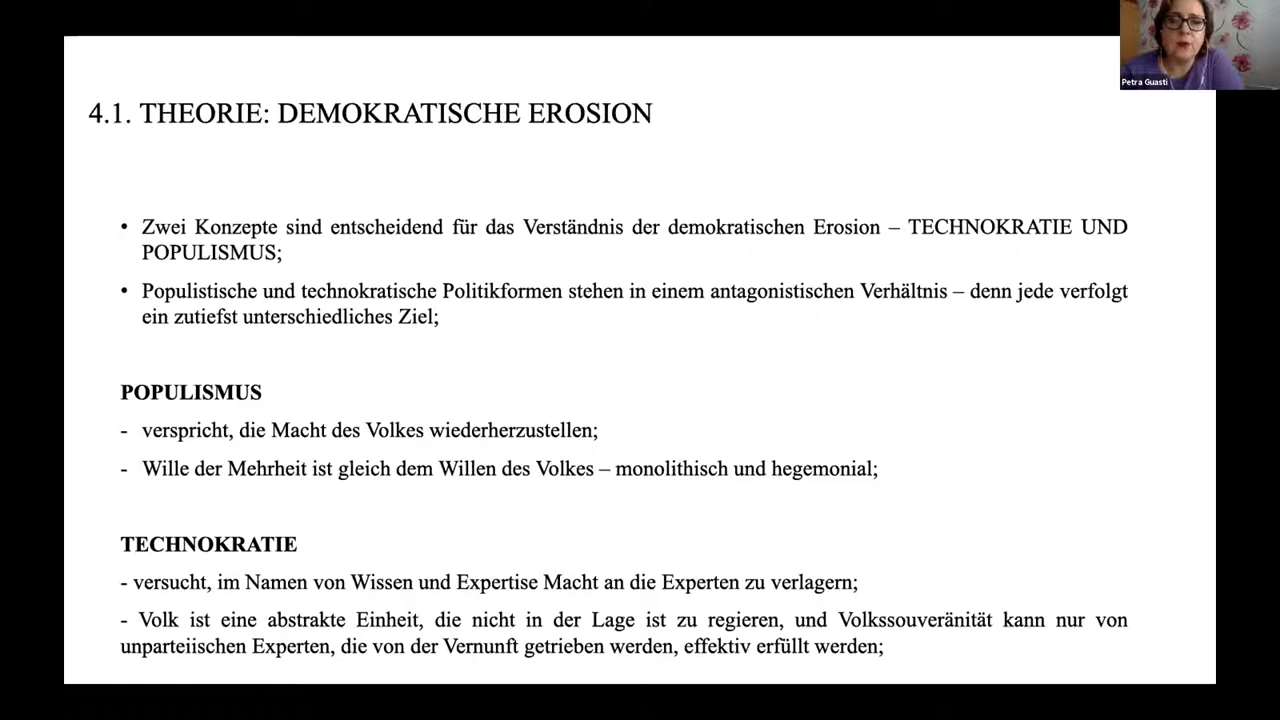 Petra Guasti
4.1. THEORIE: DEMOKRATISCHE EROSION
• Zwei Konzepte sind entscheidend für das Verständnis der demokratischen Erosion – TECHNOKRATIE UND
POPULISMUS;
• Populistische und technokratische Politikformen stehen in einem antagonistischen Verhältnis – denn jede verfolgt
ein zutiefst unterschiedliches Ziel;
POPULISMUS
- verspricht, die Macht des Volkes wiederherzustellen;
- Wille der Mehrheit ist gleich dem Willen des Volkes – monolithisch und hegemonial;
TECHNOKRATIE
- versucht, im Namen von Wissen und Expertise Macht an die Experten zu verlagern;
- Volk ist eine abstrakte Einheit, die nicht in der Lage ist zu regieren, und Volkssouveränität kann nur von
unparteiischen Experten, die von der Vernunft getrieben werden, effektiv erfüllt werden;